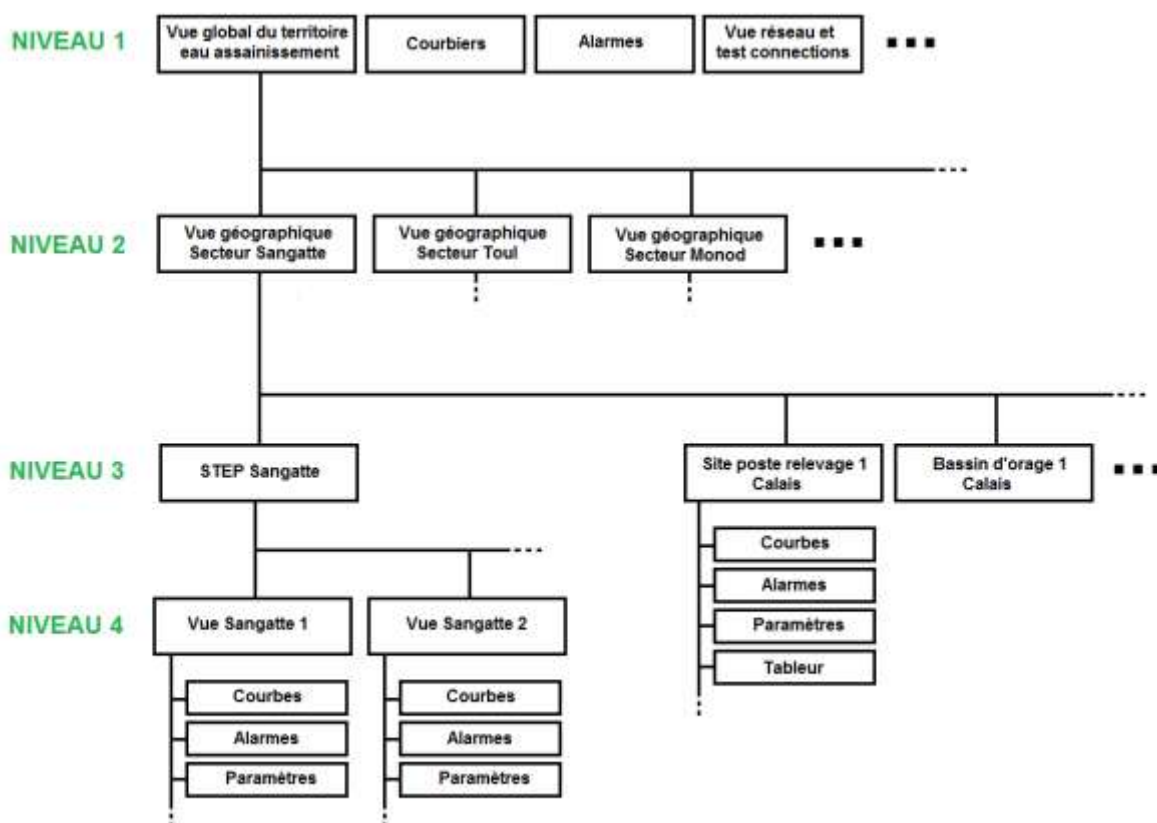 NIVEAU 1
Vue global du territoire
eau assainissement
Courbiers
Alarmes
Vue réseau et
test connections
NIVEAU 2
Vue géographique
Secteur Sangatte
Vue géographique
Secteur Toul
Vue géographique
Secteur Monod
NIVEAU 3
STEP Sangatte
Site poste relevage 1
Calais
Bassin d'orage 1
Calais
Courbes
Alarmes
Paramètres
Tableur
NIVEAU 4
Vue Sangatte 1
Vue Sangatte 2
Courbes
Alarmes
Paramètres
Courbes
Alarmes
Paramètres